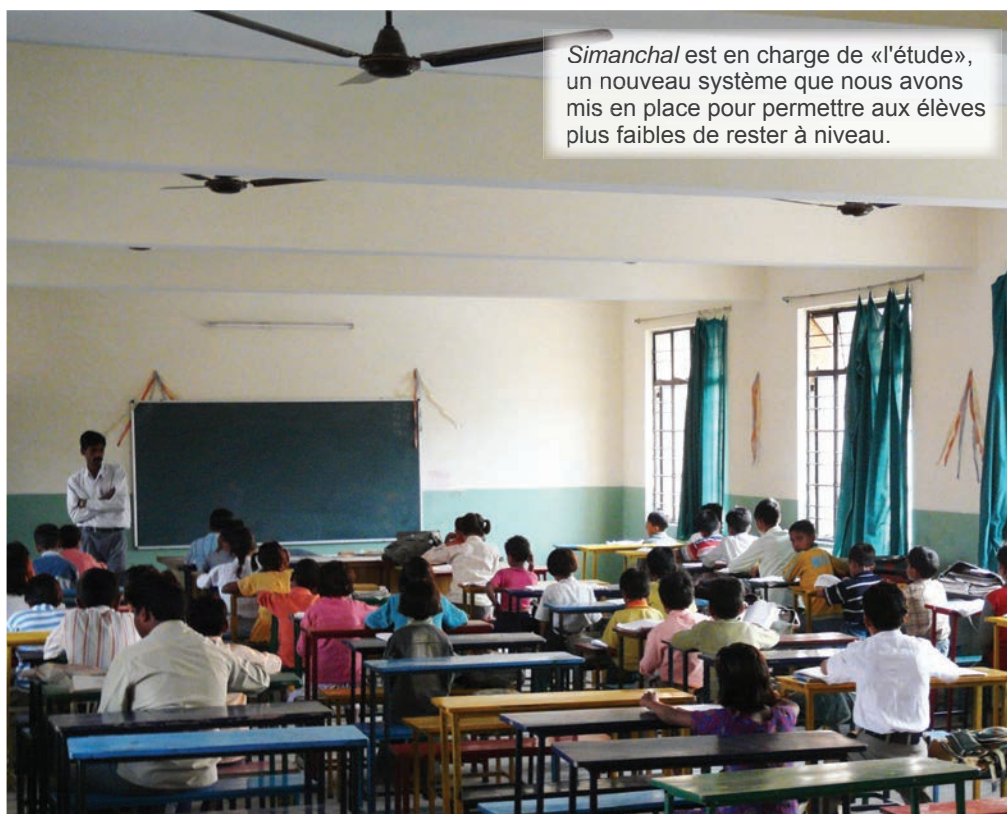 Simanchal est en charge de «l'étude»,
un nouveau système que nous avons
mis en place pour permettre aux élèves
plus faibles de rester à niveau.